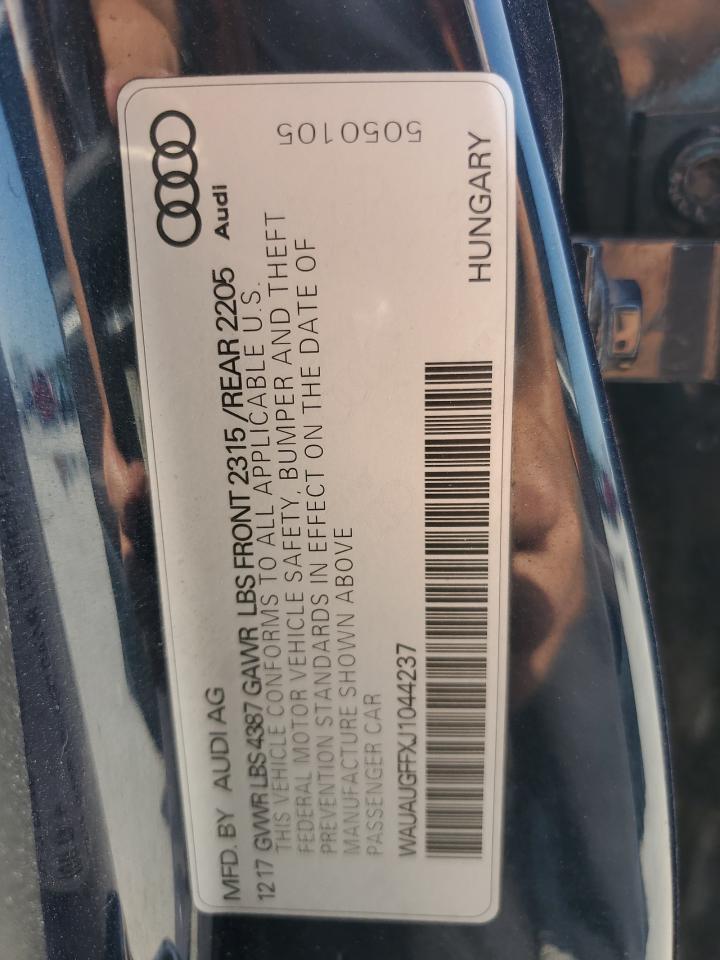 MFD. BY AUDI AG
Audi
1217 GVWR LBS 4387 GAWR LBS FRONT 2315 /REAR 2205
THIS VEHICLE CONFORMS TO ALL APPLICABLE U.S.
FEDERAL MOTOR VEHICLE SAFETY, BUMPER AND THEFT
PREVENTION STANDARDS IN EFFECT ON THE DATE OF
MANUFACTURE SHOWN ABOVE
PASSENGER CAR
5050105
WAUAUGFFXJ1044237
HUNGARY